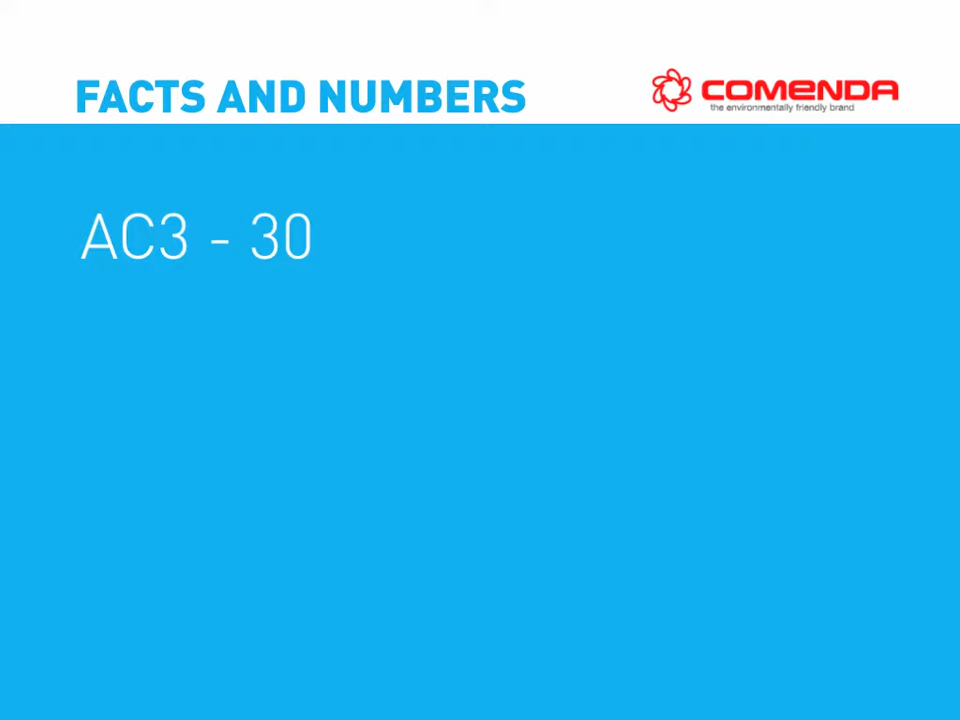 FACTS AND NUMBERS
COMENDA
the environmentally friendly brand
AC3 - 30